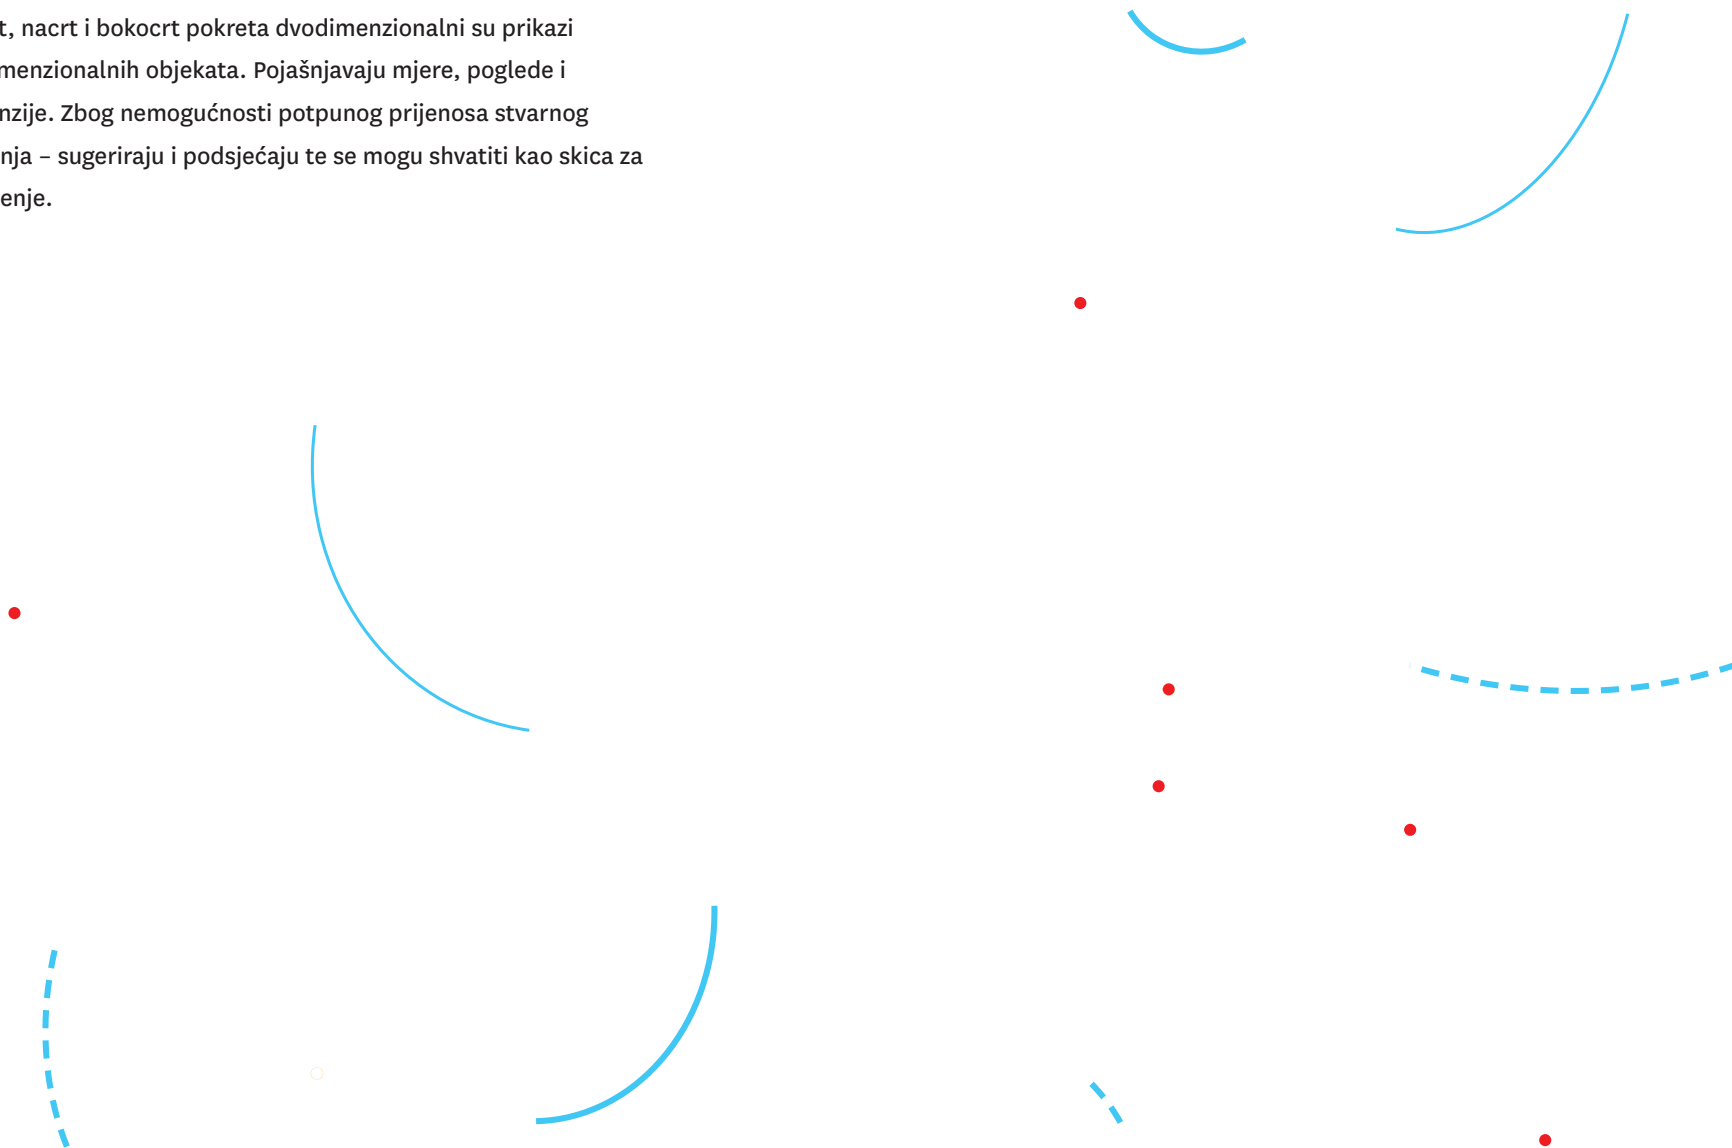 t, nacrt i bokocrt pokreta dvodimenzionalni su prikazi
menzionalnih objekata. Pojašnjavaju mjere, poglede i
nzije. Zbog nemogućnosti potpunog prijenosa stvarnog
nja – sugeriraju i podsjećaju te se mogu shvatiti kao skica za
enje.